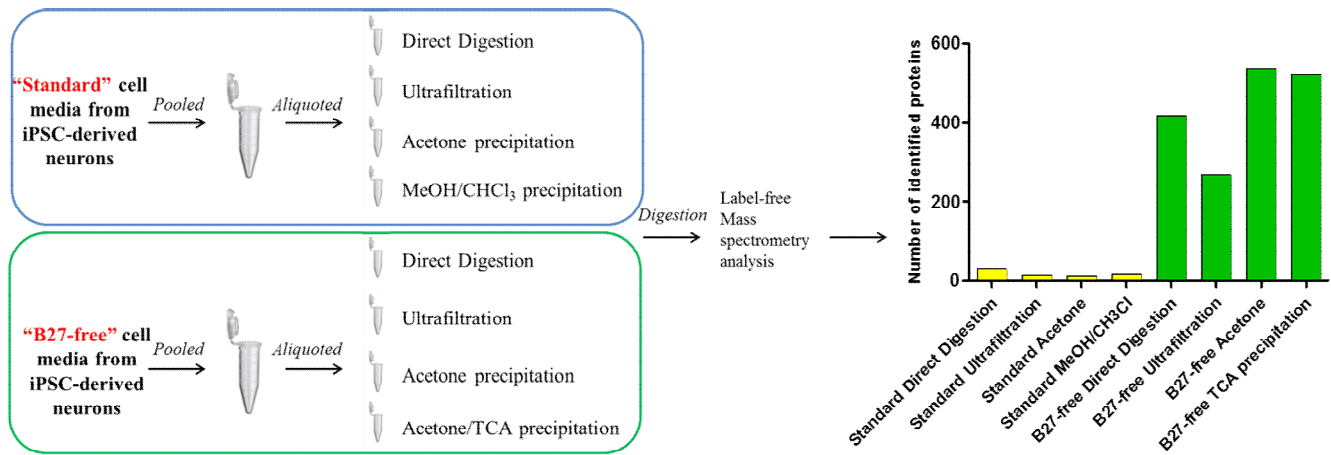 “Standard” cell
media from
iPSC-derived
neurons
Pooled
Aliquoted
Direct Digestion
Ultrafiltration
Acetone precipitation
MeOH/CHCl3 precipitation
“B27-free” cell
media from
iPSC-derived
neurons
Pooled
Aliquoted
Direct Digestion
Ultrafiltration
Acetone precipitation
Acetone/TCA precipitation
Digestion
Label-free
Mass
spectrometry
analysis
Number of identified proteins
600
400
200
0
Standard Direct Digestion
Standard Ultrafiltration
Standard Acetone
Standard MeOH/CH3Cl
B27-free Direct Digestion
B27-free Ultrafiltration
B27-free Acetone
B27-free TCA precipitation